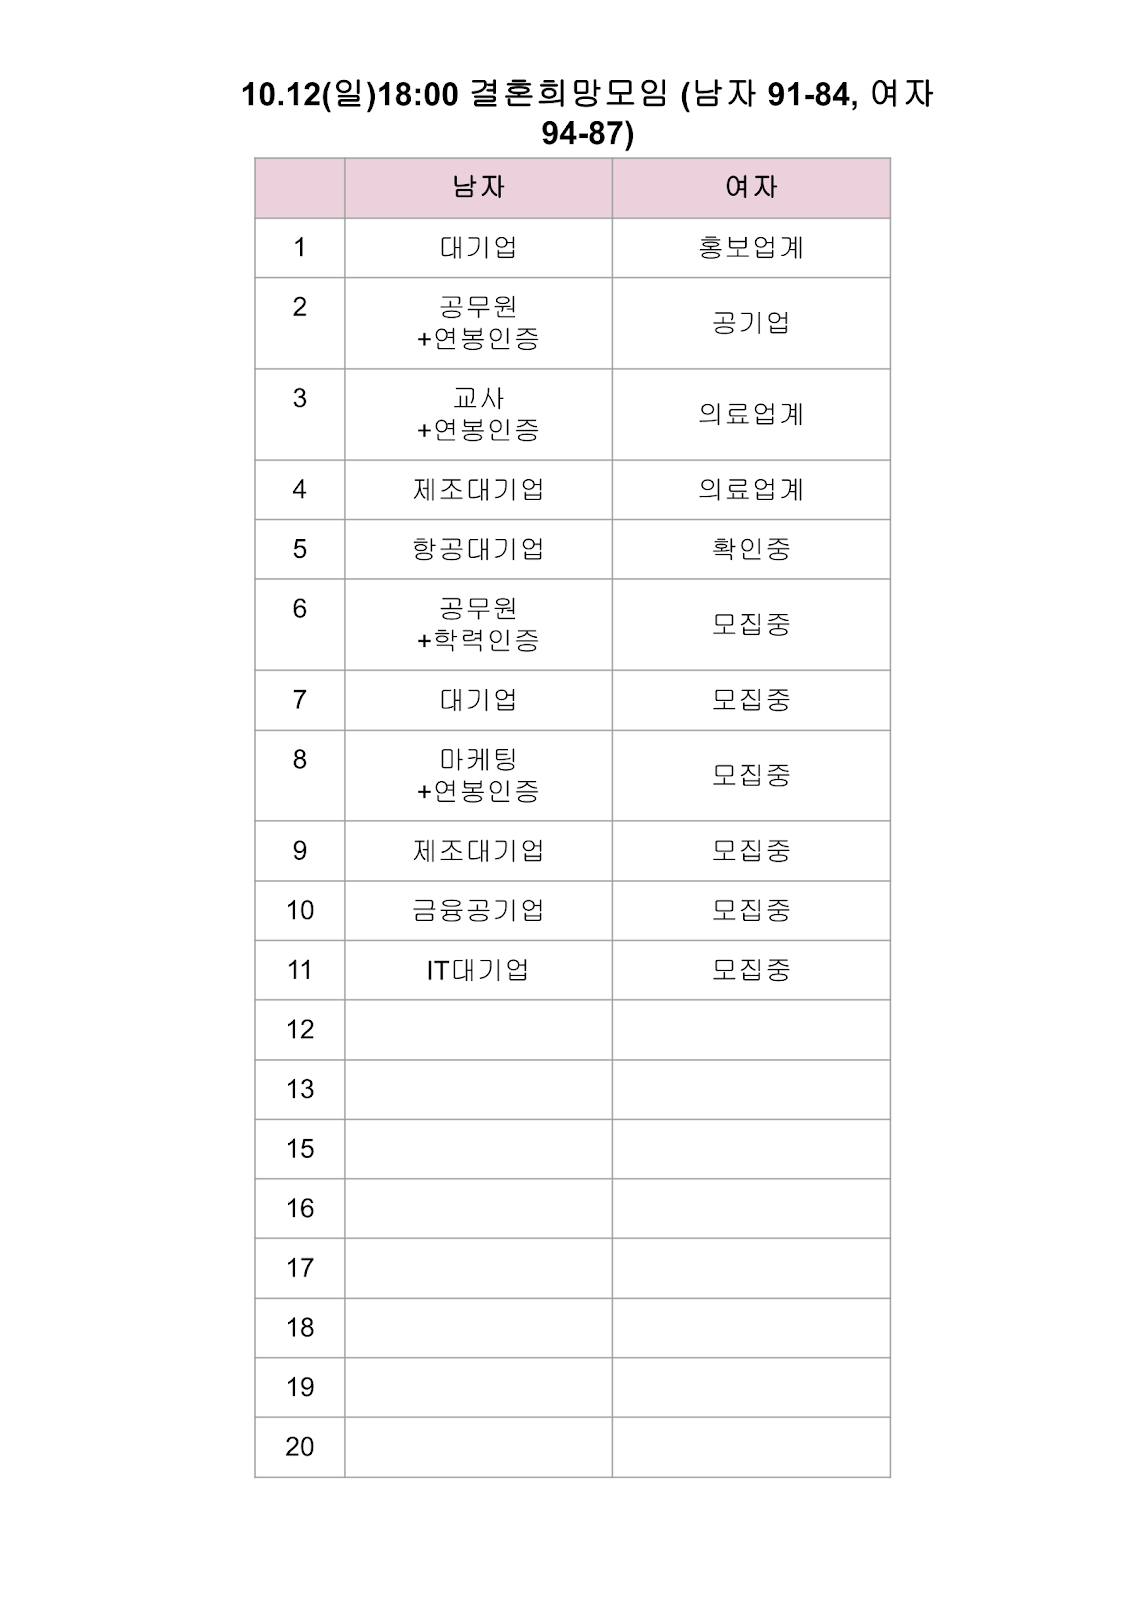 10.12(일)18:00 결혼희망모임 (남자 91-84, 여자
94-87)
남자 여자
1 대기업 홍보업계
2 공무원
+연봉인증 공기업
3 교사
+연봉인증 의료업계
4 제조대기업 의료업계
5 항공대기업 확인중
6 공무원
+학력인증 모집중
7 대기업 모집중
8 마케팅
+연봉인증 모집중
9 제조대기업 모집중
10 금융공기업 모집중
11 IT대기업 모집중
12
13
15
16
17
18
19
20